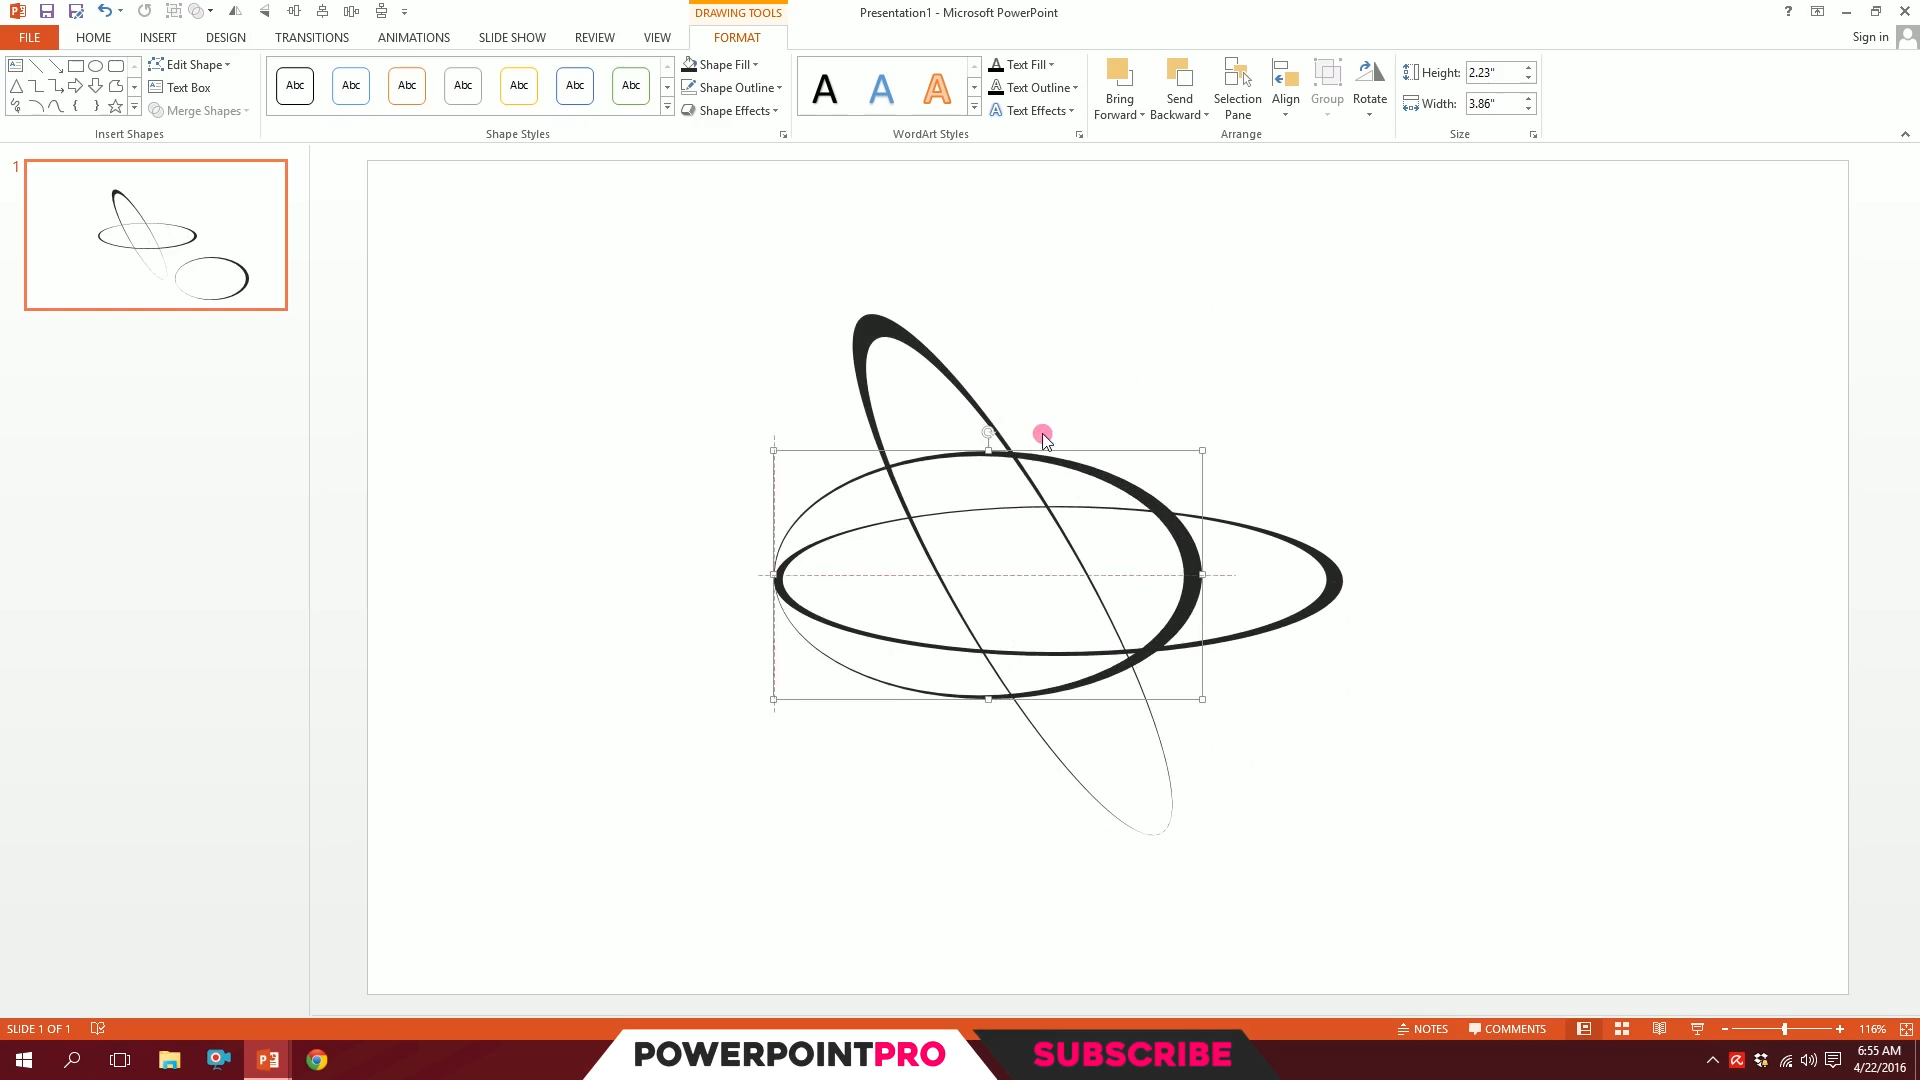 DRAWING TOOLS
Presentation1 - Microsoft PowerPoint
?
FILE
HOME
INSERT
DESIGN
TRANSITIONS
ANIMATIONS
SLIDE SHOW
REVIEW
VIEW
FORMAT
Sign in
Edit Shape
Text Box
Merge Shapes
Insert Shapes
Abc
Abc
Abc
Abc
Abc
Abc
Abc
Shape Fill
Shape Outline
Shape Effects
Shape Styles
A
A
A
Text Fill
Text Outline
Text Effects
WordArt Styles
Bring
Forward
Send
Backward
Selection
Pane
Align
Group
Rotate
Arrange
Height:
2.23"
Width:
3.86"
Size
1
SLIDE 1 OF 1
NOTES
COMMENTS
116%
POWERPOINTPRO
SUBSCRIBE
6:55 AM
4/22/2016